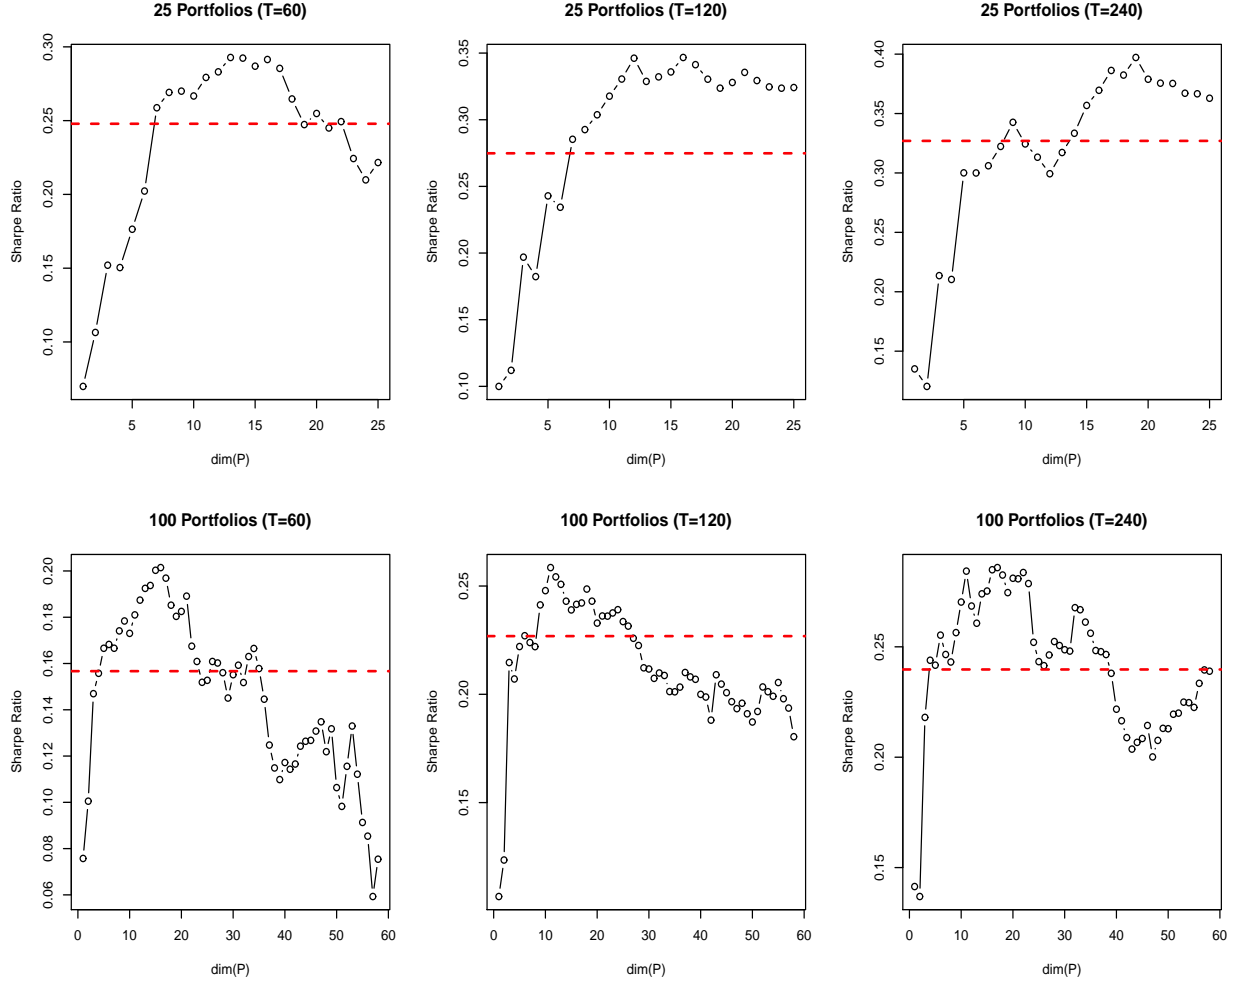 25 Portfolios (T=60)
Sharpe Ratio
0.30
0.25
0.20
0.15
0.10
5 10 15 20 25
dim(P)
25 Portfolios (T=120)
Sharpe Ratio
0.35
0.30
0.25
0.20
0.15
0.10
5 10 15 20 25
dim(P)
25 Portfolios (T=240)
Sharpe Ratio
0.40
0.35
0.30
0.25
0.20
0.15
5 10 15 20 25
dim(P)
100 Portfolios (T=60)
Sharpe Ratio
0.20
0.18
0.16
0.14
0.12
0.10
0.08
0.06
0 10 20 30 40 50 60
dim(P)
100 Portfolios (T=120)
Sharpe Ratio
0.25
0.20
0.15
0 10 20 30 40 50 60
dim(P)
100 Portfolios (T=240)
Sharpe Ratio
0.25
0.20
0.15
0 10 20 30 40 50 60
dim(P)